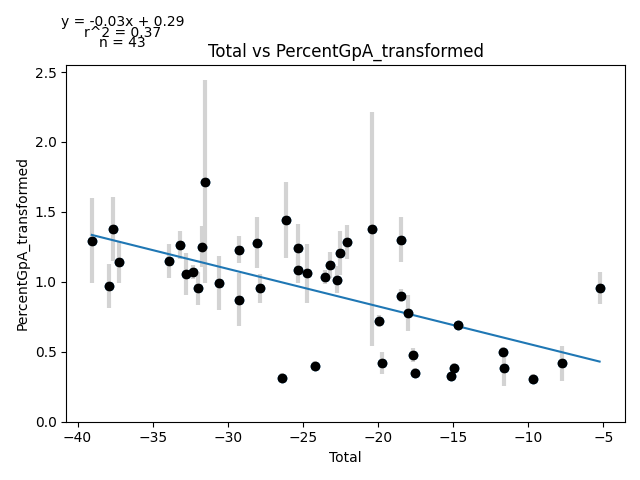 y = -0.03x + 0.29
r^2 = 0.37
n = 43
Total vs PercentGpA_transformed
2.5
2.0
1.5
1.0
0.5
0.0
PercentGpA_transformed
−40
−35
−30
−25
−20
−15
−10
−5
Total